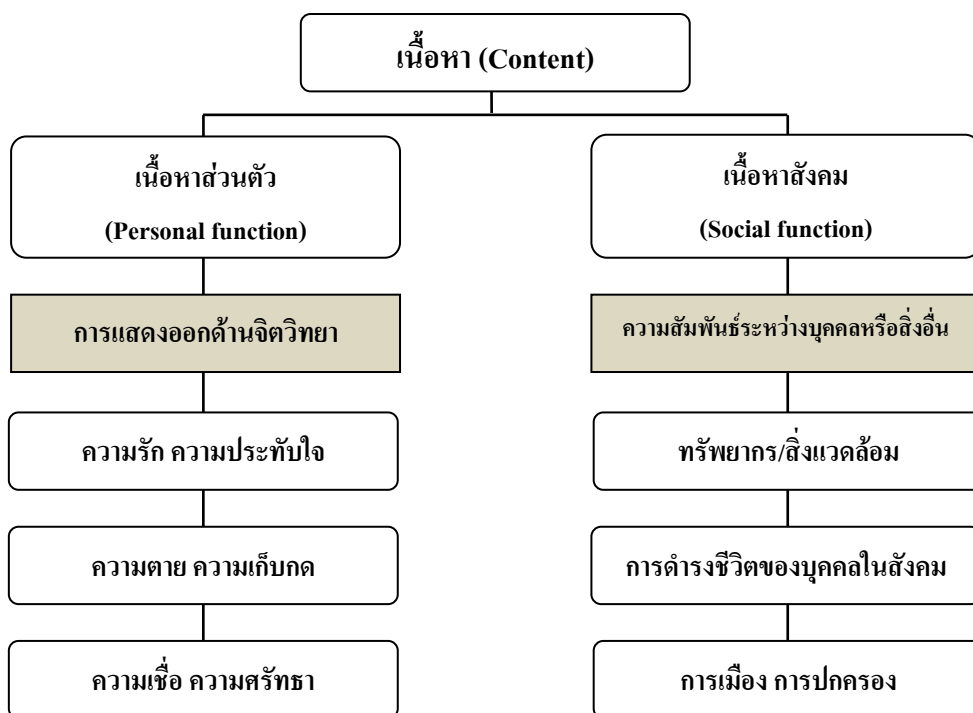 เนื้อหา (Content)
เนื้อหาส่วนตัว
(Personal function)
การแสดงออกด้านจิตวิทยา
ความรัก ความประทับใจ
ความตาย ความเก็บกด
ความเชื่อ ความศรัทธา
เนื้อหาสังคม
(Social function)
ความสัมพันธ์ระหว่างบุคคลหรือสิ่งอื่น
ทรัพยากร/สิ่งแวดล้อม
การดำรงชีวิตของบุคคลในสังคม
การเมือง การปกครอง